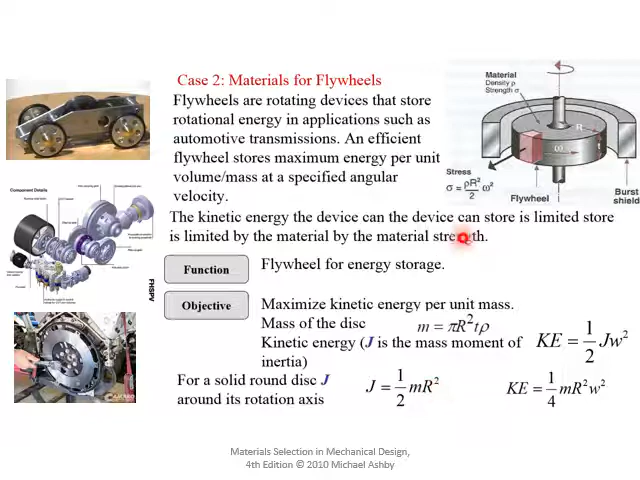 Case 2: Materials for Flywheels
Flywheels are rotating devices that store
rotational energy in applications such as
automotive transmissions. An efficient
flywheel stores maximum energy per unit
volume/mass at a specified angular
velocity.
Material
Density ρ
Strength σ
R
t
ω
Stress
σ = ρR²/2 ω²
Flywheel
Burst
shield
The kinetic energy the device can the device can store is limited store
is limited by the material by the material strength.
Component Details
FHSPV
Function
Flywheel for energy storage.
Objective
Maximize kinetic energy per unit mass.
Mass of the disc m = πR²tρ
Kinetic energy (J is the mass moment of
inertia)
KE = 1/2 Jw²
For a solid round disc J
around its rotation axis
J = 1/2 mR²
KE = 1/4 mR²w²
Materials Selection in Mechanical Design,
4th Edition © 2010 Michael Ashby